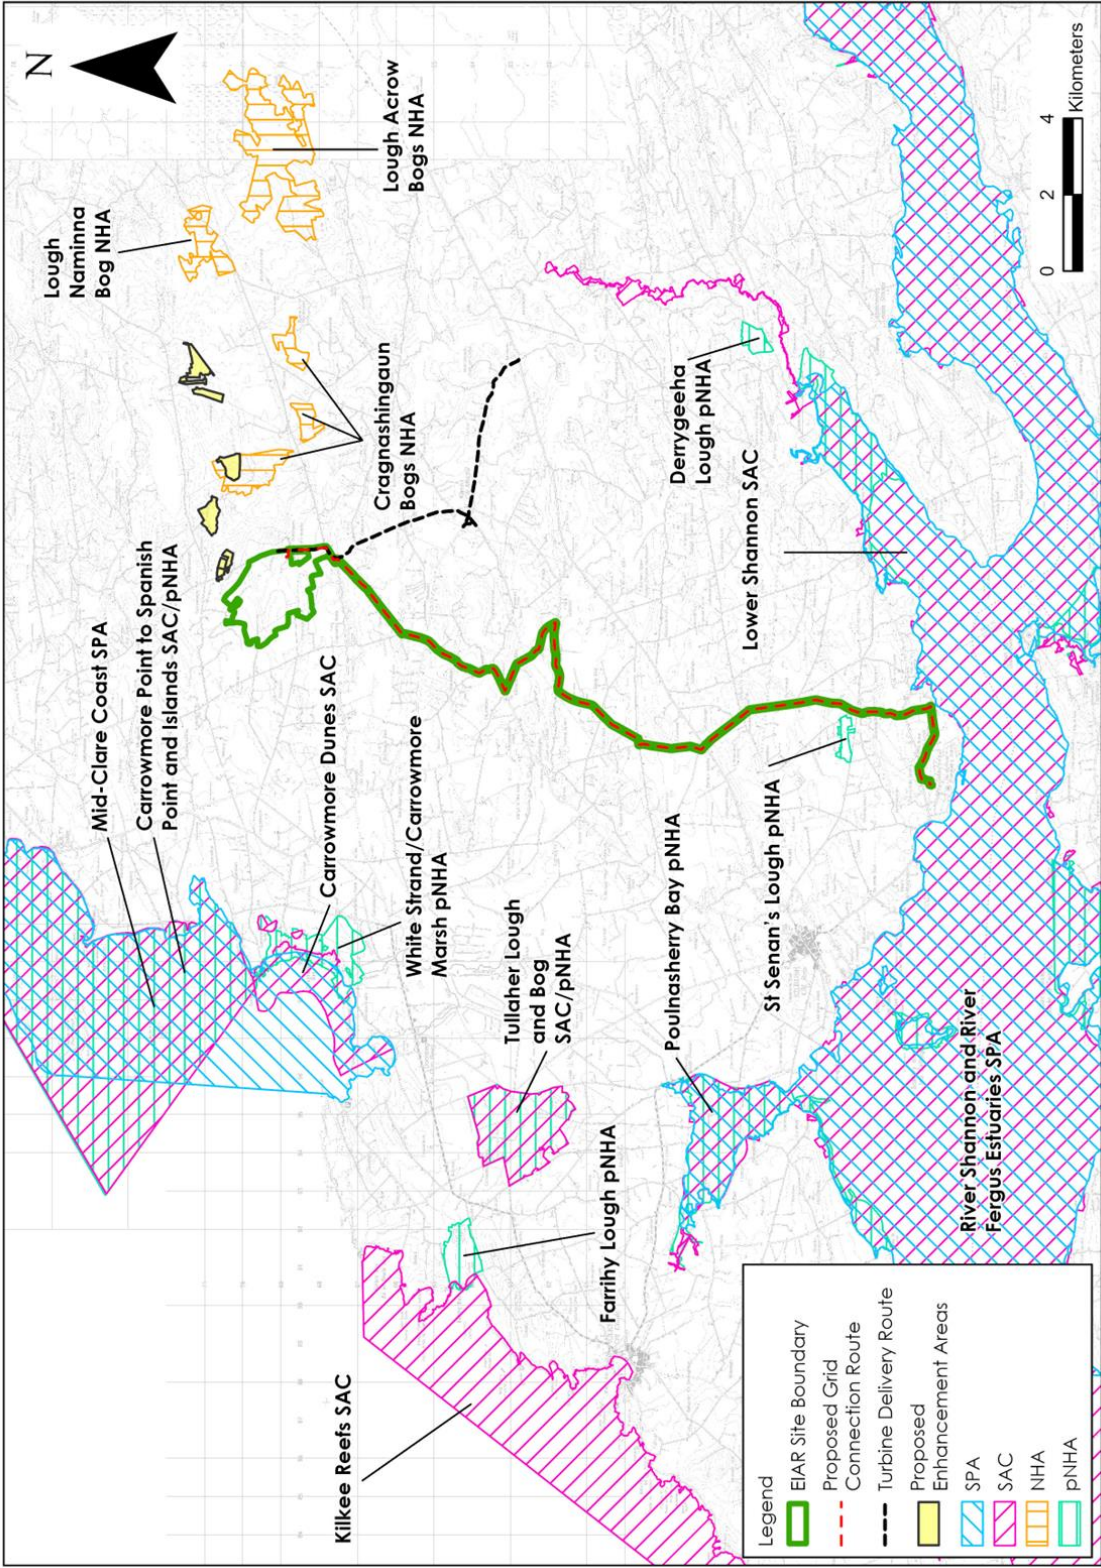 N
Mid-Clare Coast SPA
Carrowmore Point to Spanish
Point and Islands SAC/pNHA
Lough
Naminna
Bog NHA
Lough Acrow
Bogs NHA
Carrowmore Dunes SAC
Cragnashingaun
Bogs NHA
White Strand/Carrowmore
Marsh pNHA
Kilkee Reefs SAC
Tullaher Lough
and Bog
SAC/pNHA
Farrihy Lough pNHA
Poulnasherry Bay pNHA
Derrygeeha
Lough pNHA
Lower Shannon SAC
St Senan's Lough pNHA
River Shannon and River
Fergus Estuaries SPA
Legend
EIAR Site Boundary
Proposed Grid
Connection Route
Turbine Delivery Route
Proposed
Enhancement Areas
SPA
SAC
NHA
pNHA
0 2 4
Kilometers